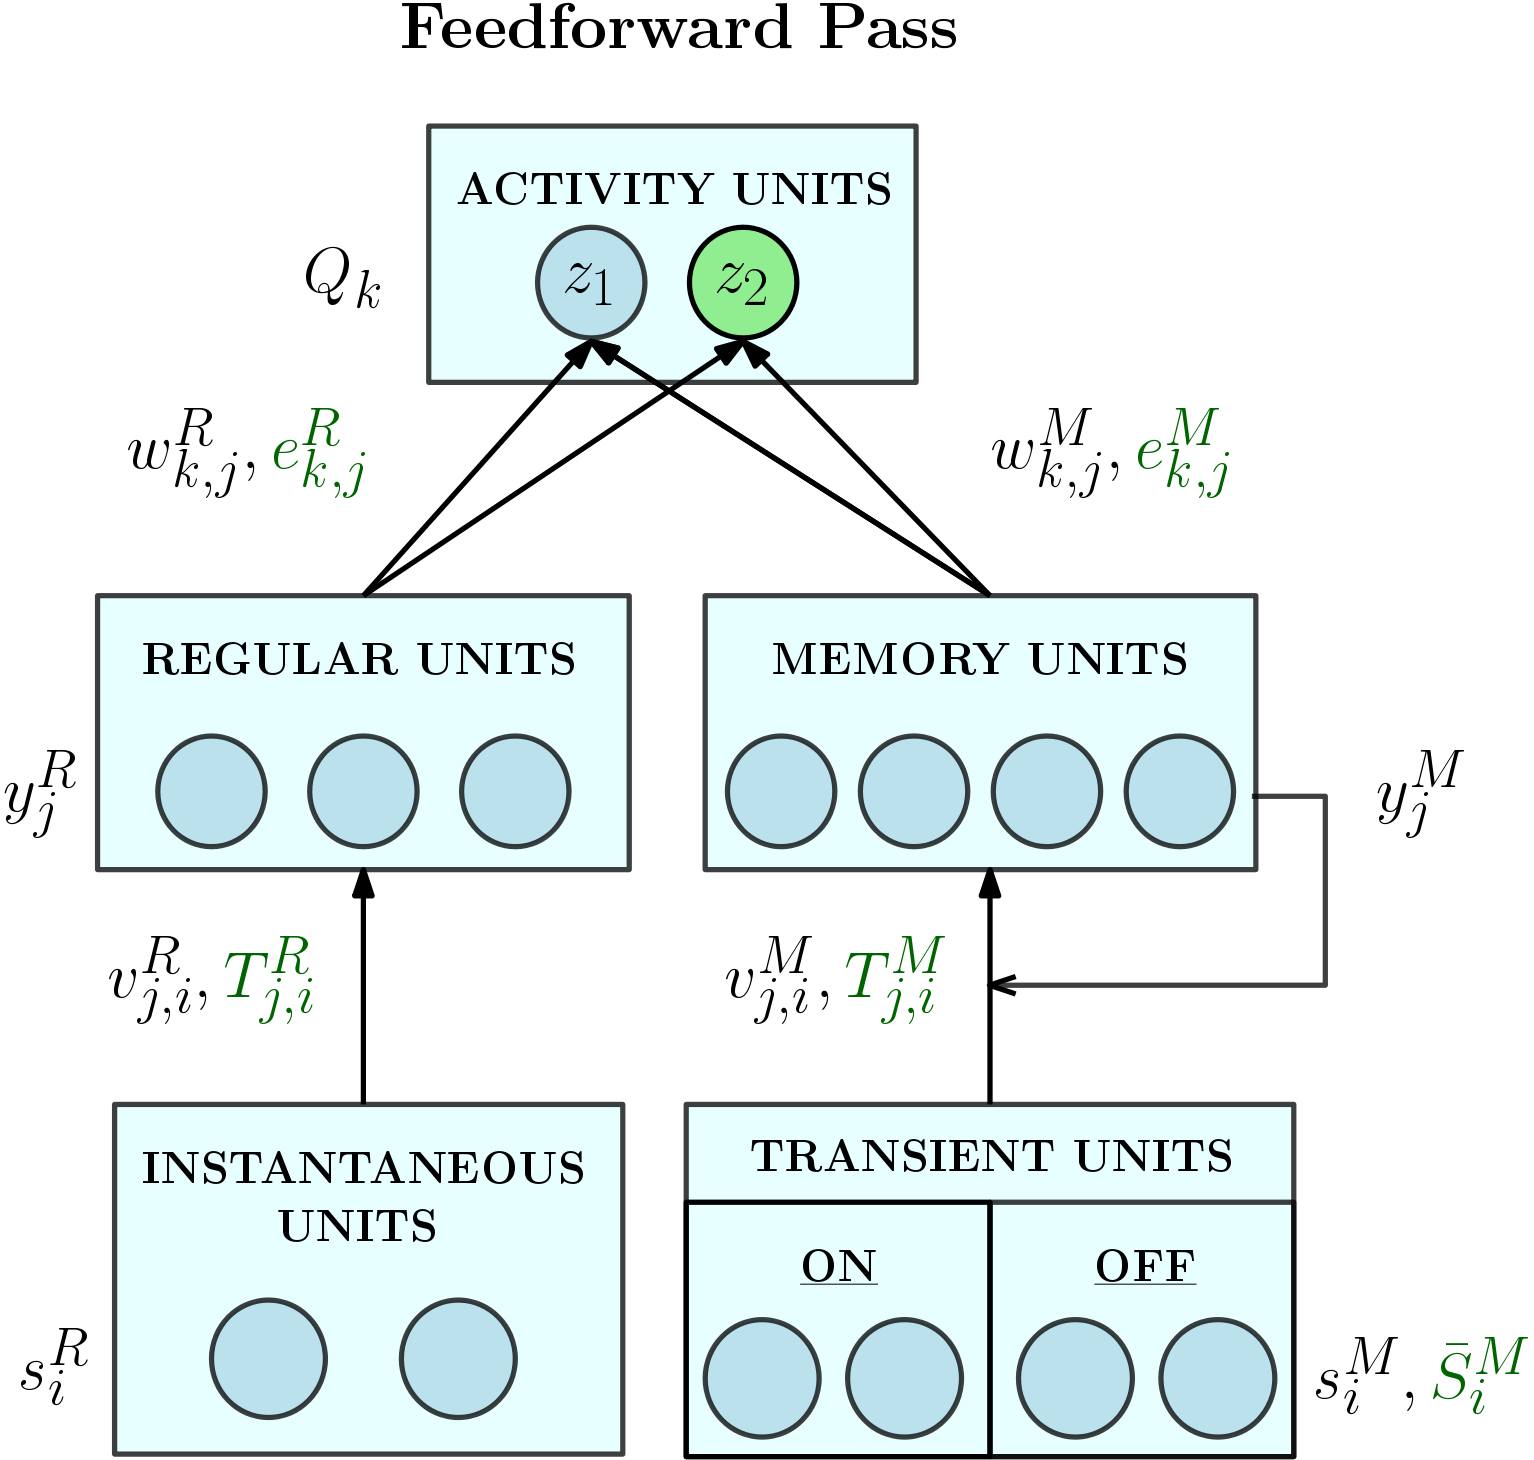 Feedforward Pass
ACTIVITY UNITS
Q_k
z_1
z_2
w^R_{k,j}, e^R_{k,j}
w^M_{k,j}, e^M_{k,j}
REGULAR UNITS
MEMORY UNITS
y^R_j
y^M_j
v^R_{j,i}, T^R_{j,i}
v^M_{j,i}, T^M_{j,i}
INSTANTANEOUS
UNITS
TRANSIENT UNITS
ON
OFF
s^R_i
s^M_i, \bar{S}^M_i